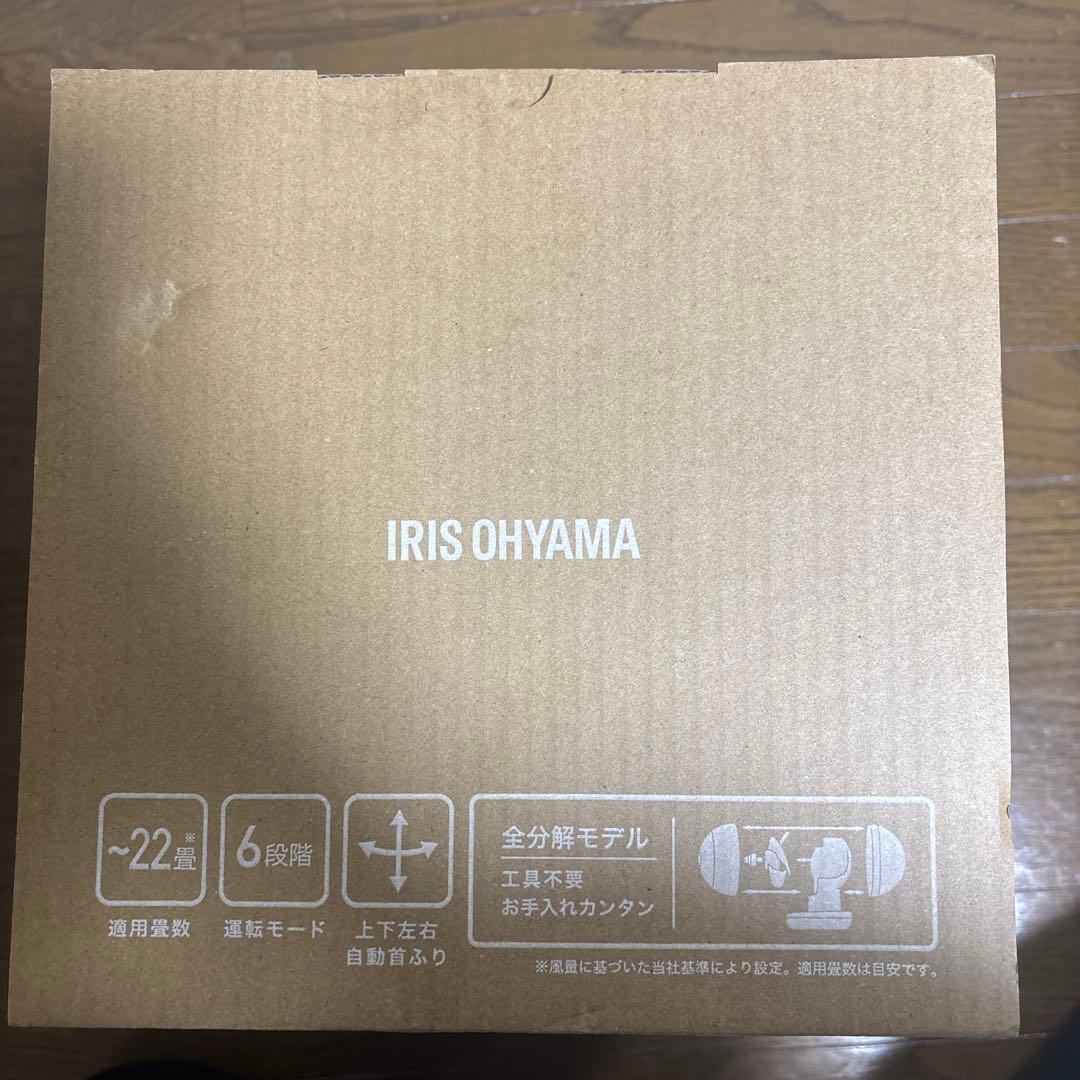 IRIS OHYAMA
~22畳※
適用畳数
6段階
運転モード
上下左右
自動首ふり
全分解モデル
工具不要
お手入れカンタン
※風量に基づいた当社基準により設定。適用畳数は目安です。